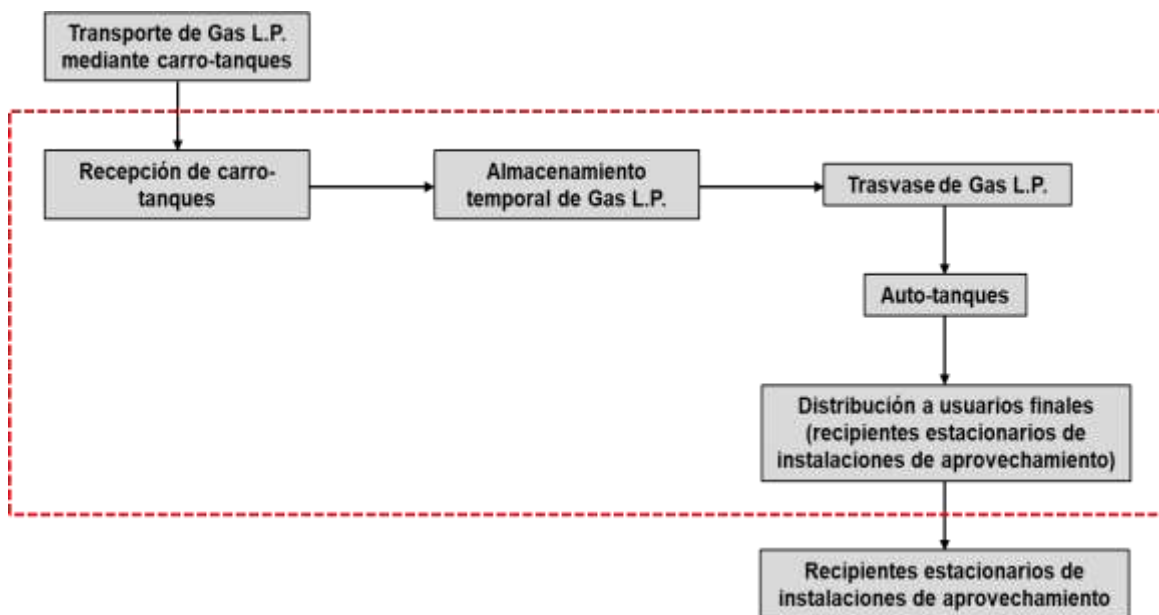 Transporte de Gas L.P.
mediante carro-tanques
Recepción de carro-
tanques
Almacenamiento
temporal de Gas L.P.
Trasvase de Gas L.P.
Auto-tanques
Distribución a usuarios finales
(recipientes estacionarios de
instalaciones de aprovechamiento)
Recipientes estacionarios de
instalaciones de aprovechamiento